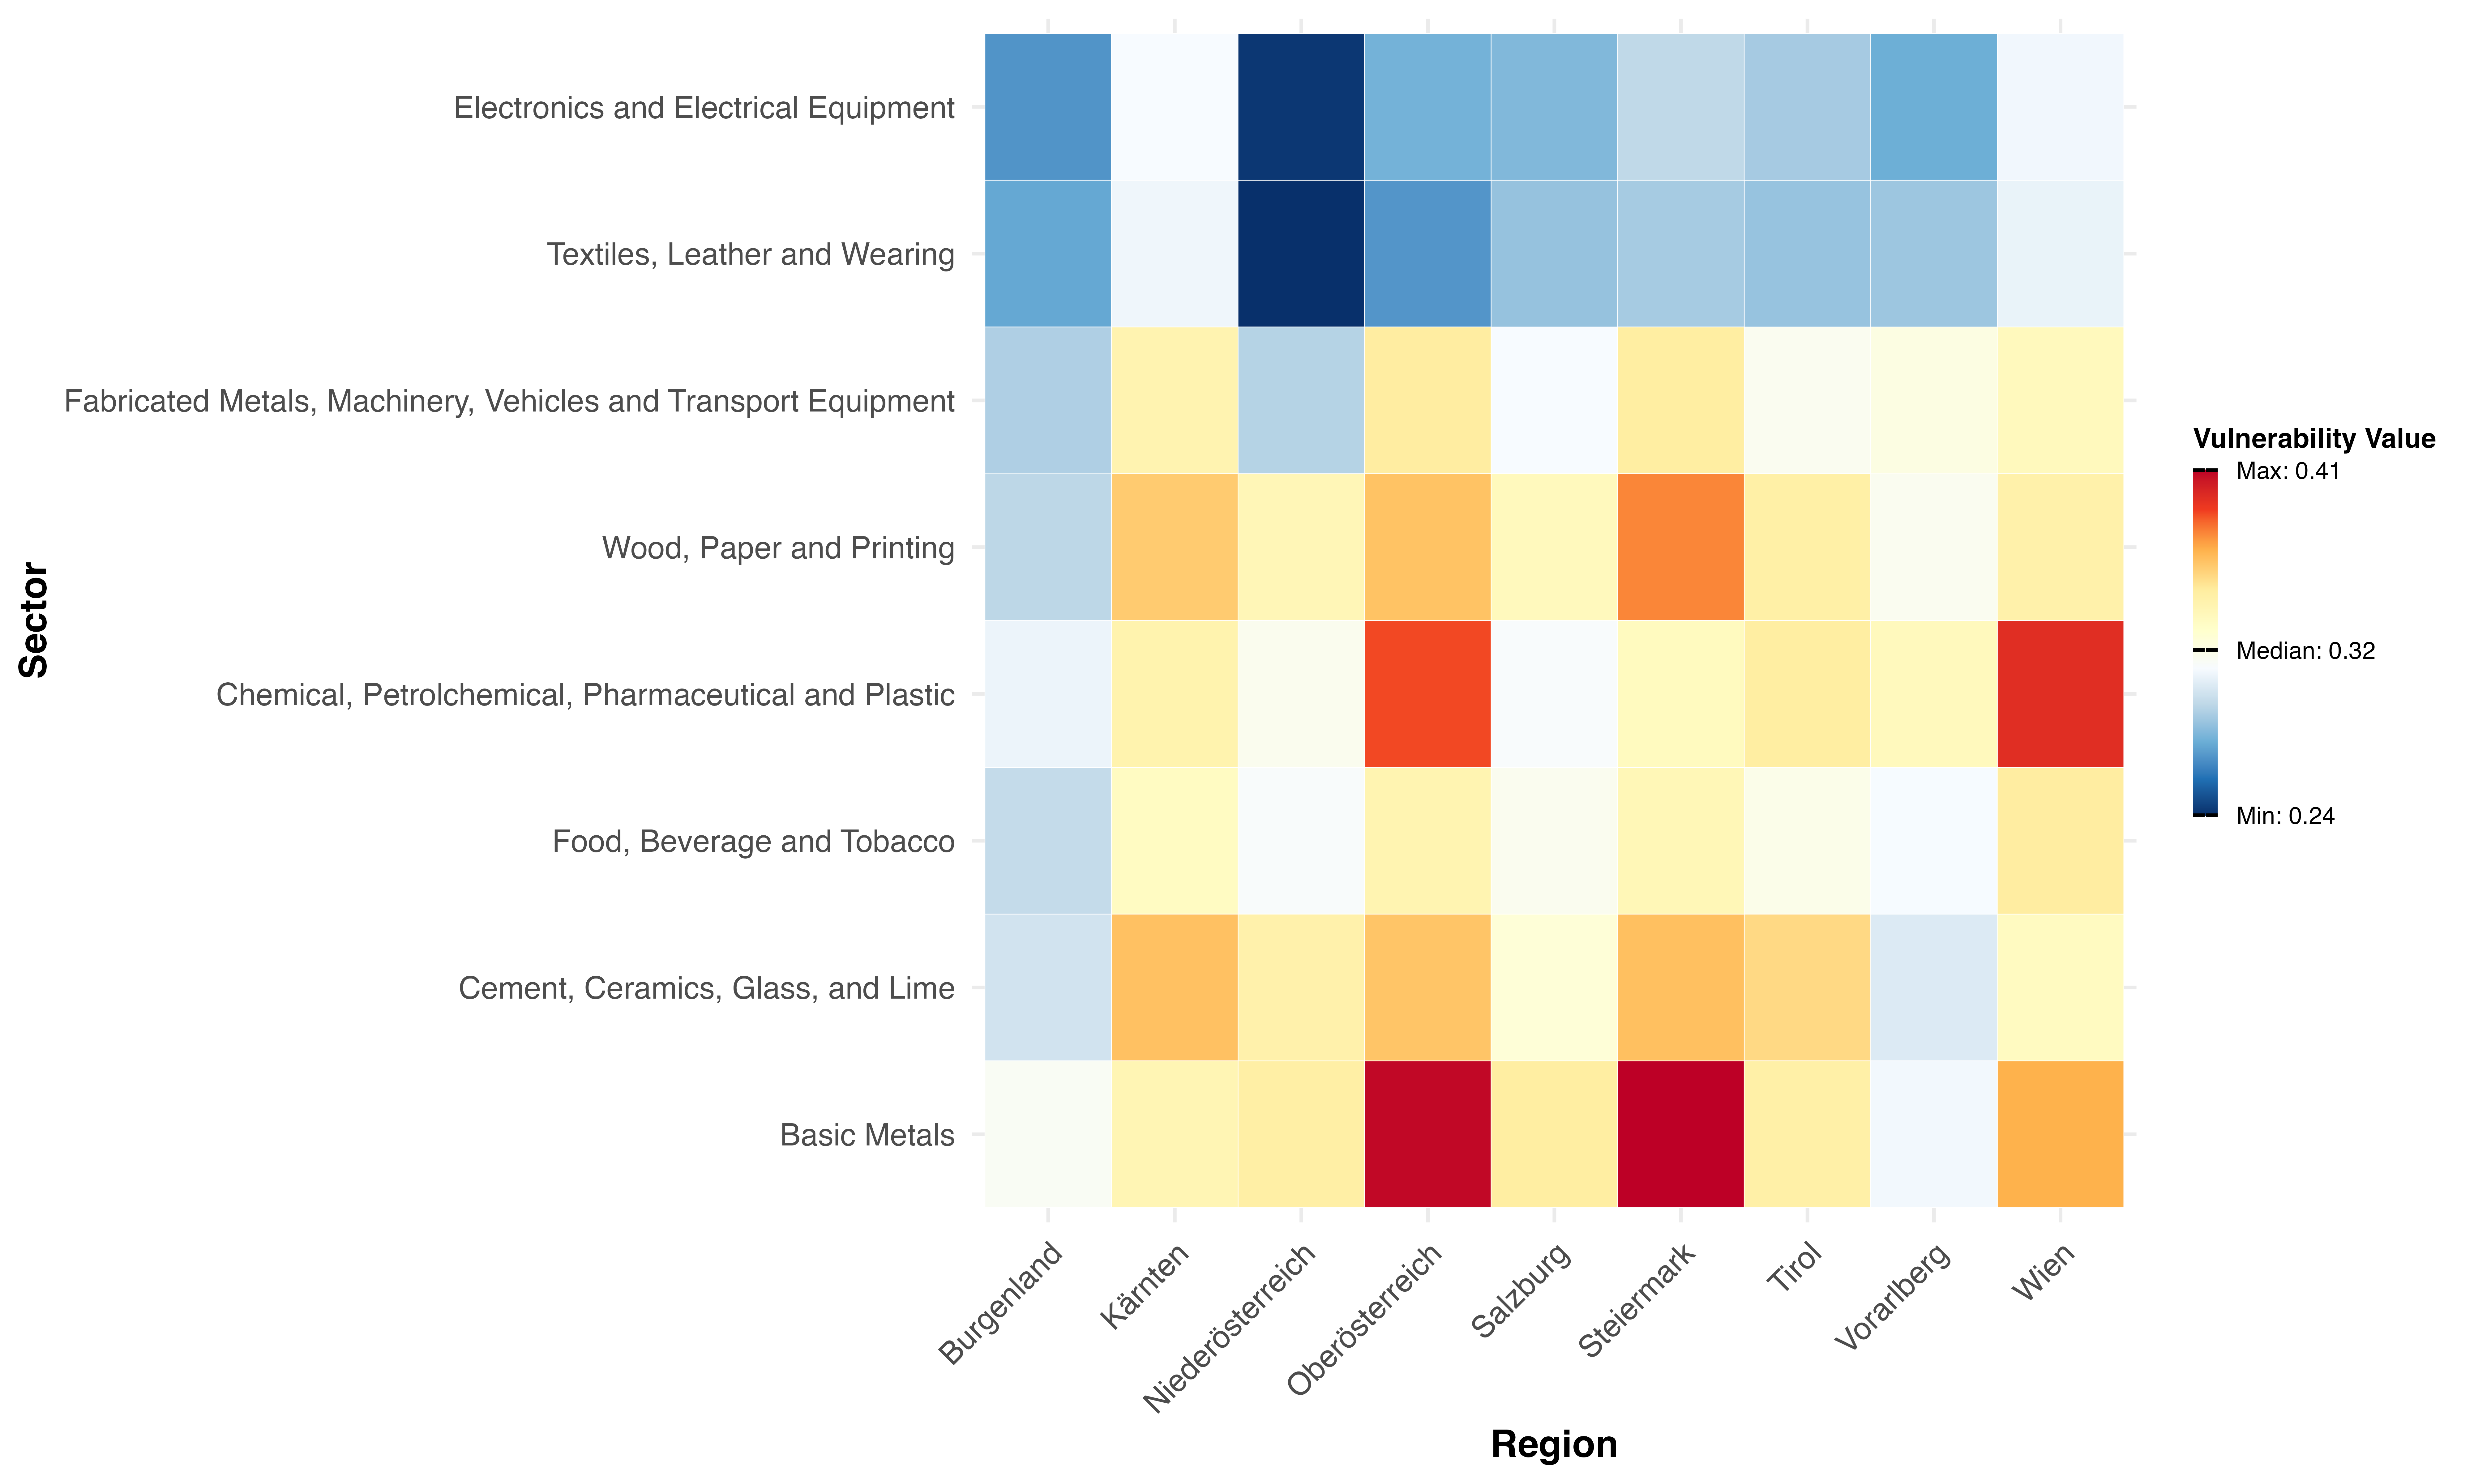 Electronics and Electrical Equipment
Textiles, Leather and Wearing
Fabricated Metals, Machinery, Vehicles and Transport Equipment
Wood, Paper and Printing
Chemical, Petrolchemical, Pharmaceutical and Plastic
Food, Beverage and Tobacco
Cement, Ceramics, Glass, and Lime
Basic Metals
Sector
Burgenland
Kärnten
Niederösterreich
Oberösterreich
Salzburg
Steiermark
Tirol
Vorarlberg
Wien
Region
Vulnerability Value
Max: 0.41
Median: 0.32
Min: 0.24